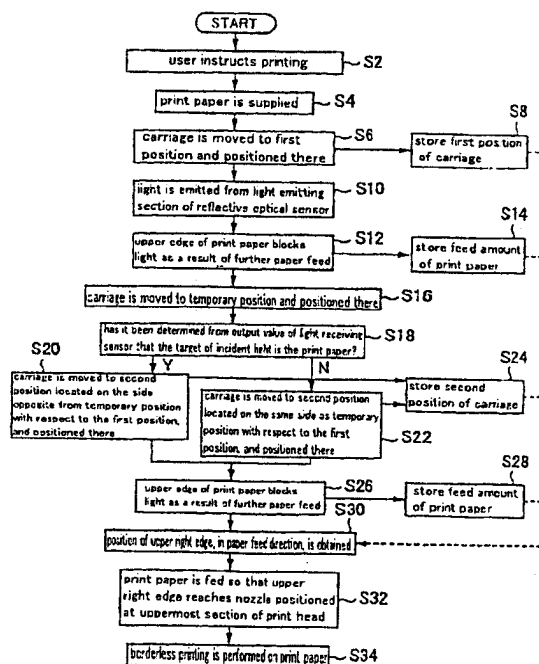 START
user instructs printing
S2
print paper is supplied
S4
carriage is moved to first
position and positioned there
S6
store first position
of carriage
S8
light is emitted from light emitting
section of reflective optical sensor
S10
upper edge of print paper blocks
light as a result of further paper feed
S12
store feed amount
of print paper
S14
carriage is moved to temporary position and positioned there
S16
has it been determined from output value of light receiving
sensor that the target of incident light is the print paper?
S18
Y
N
S20
carriage is moved to second
position located on the side
opposite from temporary position
with respect to the first position,
and positioned there
carriage is moved to second position
located on the same side as temporary
position with respect to the first
position, and positioned there
S22
store second
position of carriage
S24
upper edge of print paper blocks
light as a result of further paper feed
S26
store feed amount
of print paper
S28
position of upper right edge, in paper feed direction, is obtained
S30
print paper is fed so that upper
right edge reaches nozzle positioned
at uppermost section of print head
S32
borderless printing is performed on print paper
S34